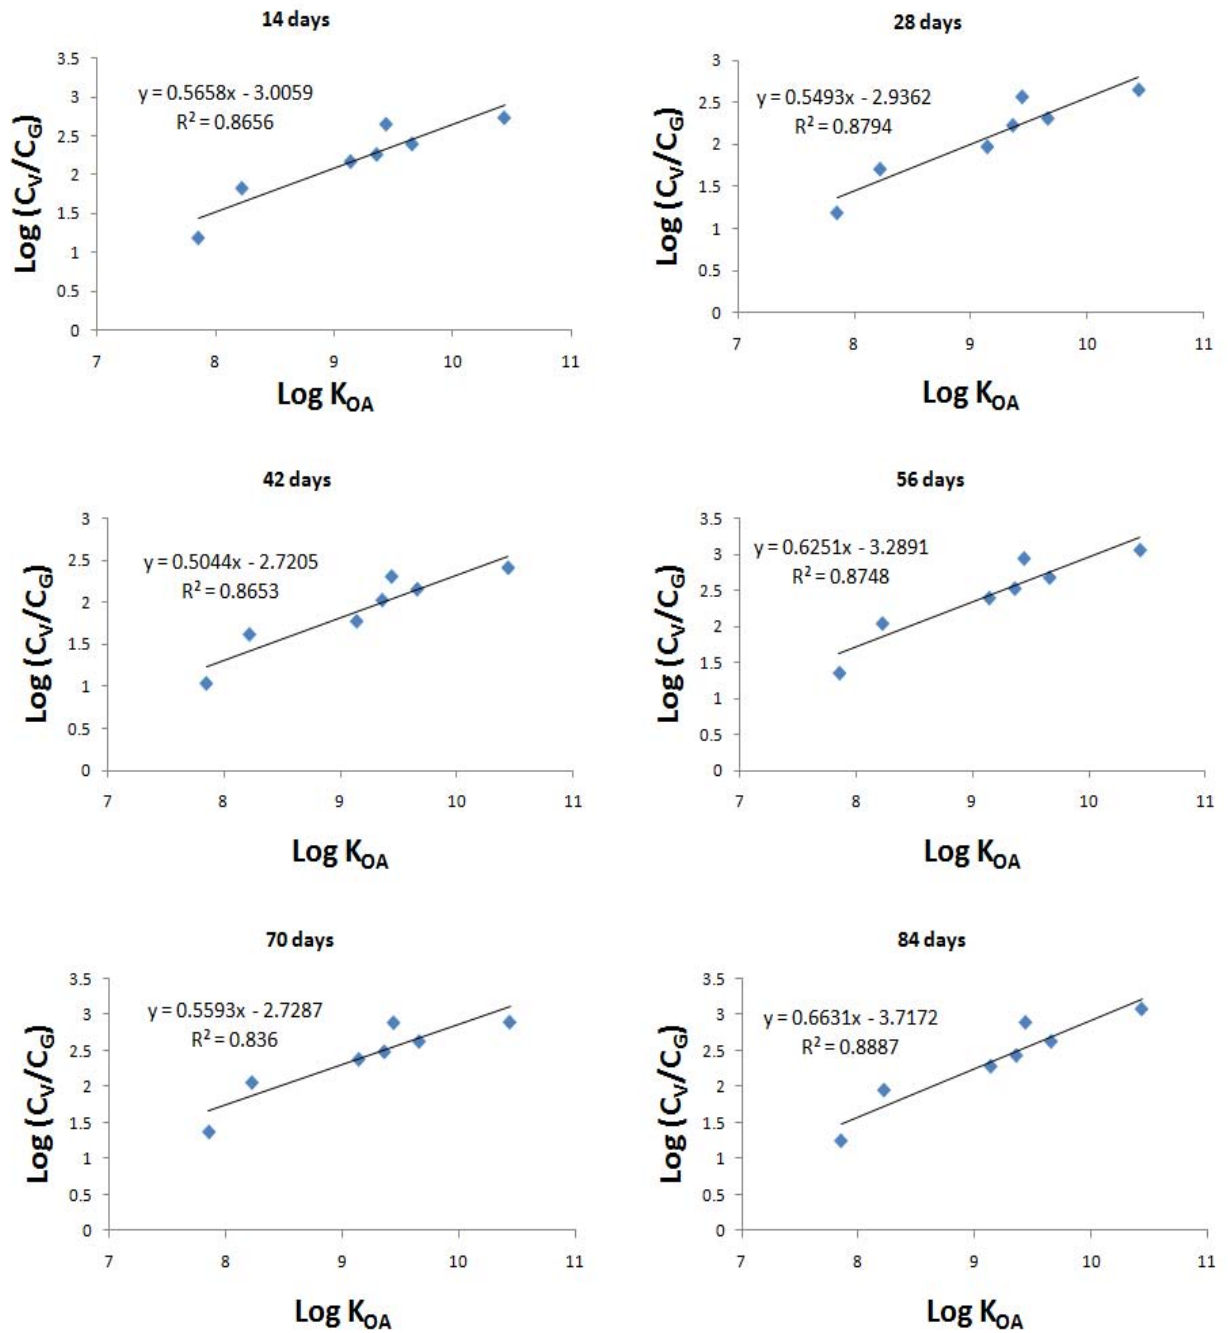 14 days
3.5
3
2.5
2
1.5
1
0.5
0
y = 0.5658x - 3.0059
R² = 0.8656
Log (C_V/C_G)
7 8 9 10 11
Log K_OA
28 days
3
2.5
2
1.5
1
0.5
0
y = 0.5493x - 2.9362
R² = 0.8794
Log (C_V/C_G)
7 8 9 10 11
Log K_OA
42 days
3
2.5
2
1.5
1
0.5
0
y = 0.5044x - 2.7205
R² = 0.8653
Log (C_V/C_G)
7 8 9 10 11
Log K_OA
56 days
3.5
3
2.5
2
1.5
1
0.5
0
y = 0.6251x - 3.2891
R² = 0.8748
Log (C_V/C_G)
7 8 9 10 11
Log K_OA
70 days
3.5
3
2.5
2
1.5
1
0.5
0
y = 0.5593x - 2.7287
R² = 0.836
Log (C_V/C_G)
7 8 9 10 11
Log K_OA
84 days
3.5
3
2.5
2
1.5
1
0.5
0
y = 0.6631x - 3.7172
R² = 0.8887
Log (C_V/C_G)
7 8 9 10 11
Log K_OA